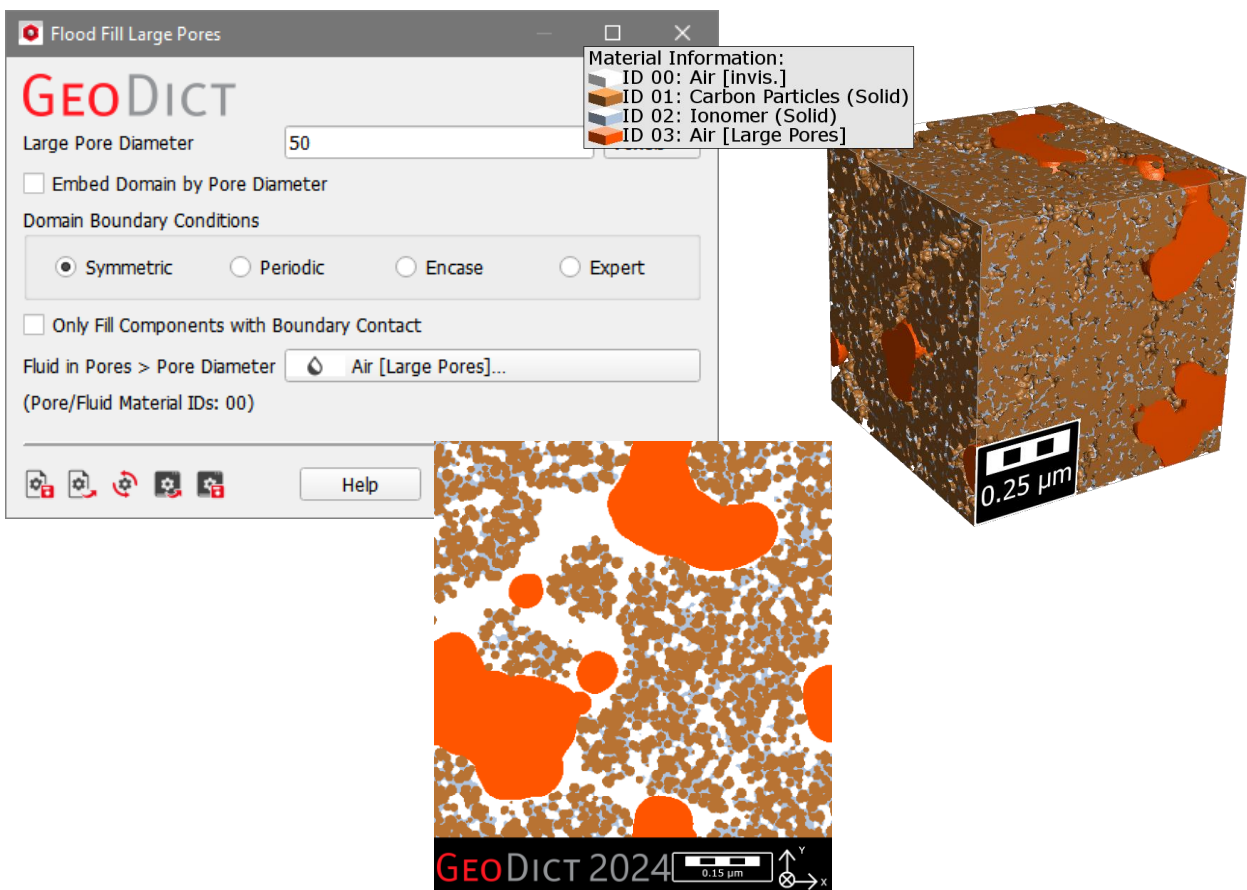 Flood Fill Large Pores
GEODICT
Material Information:
ID 00: Air [invis.]
ID 01: Carbon Particles (Solid)
ID 02: Ionomer (Solid)
ID 03: Air [Large Pores]
Large Pore Diameter
50
Embed Domain by Pore Diameter
Domain Boundary Conditions
Symmetric
Periodic
Encase
Expert
Only Fill Components with Boundary Contact
Fluid in Pores > Pore Diameter
Air [Large Pores]...
(Pore/Fluid Material IDs: 00)
Help
0.25 µm
GEODICT 2024
0.15 µm
Y
X